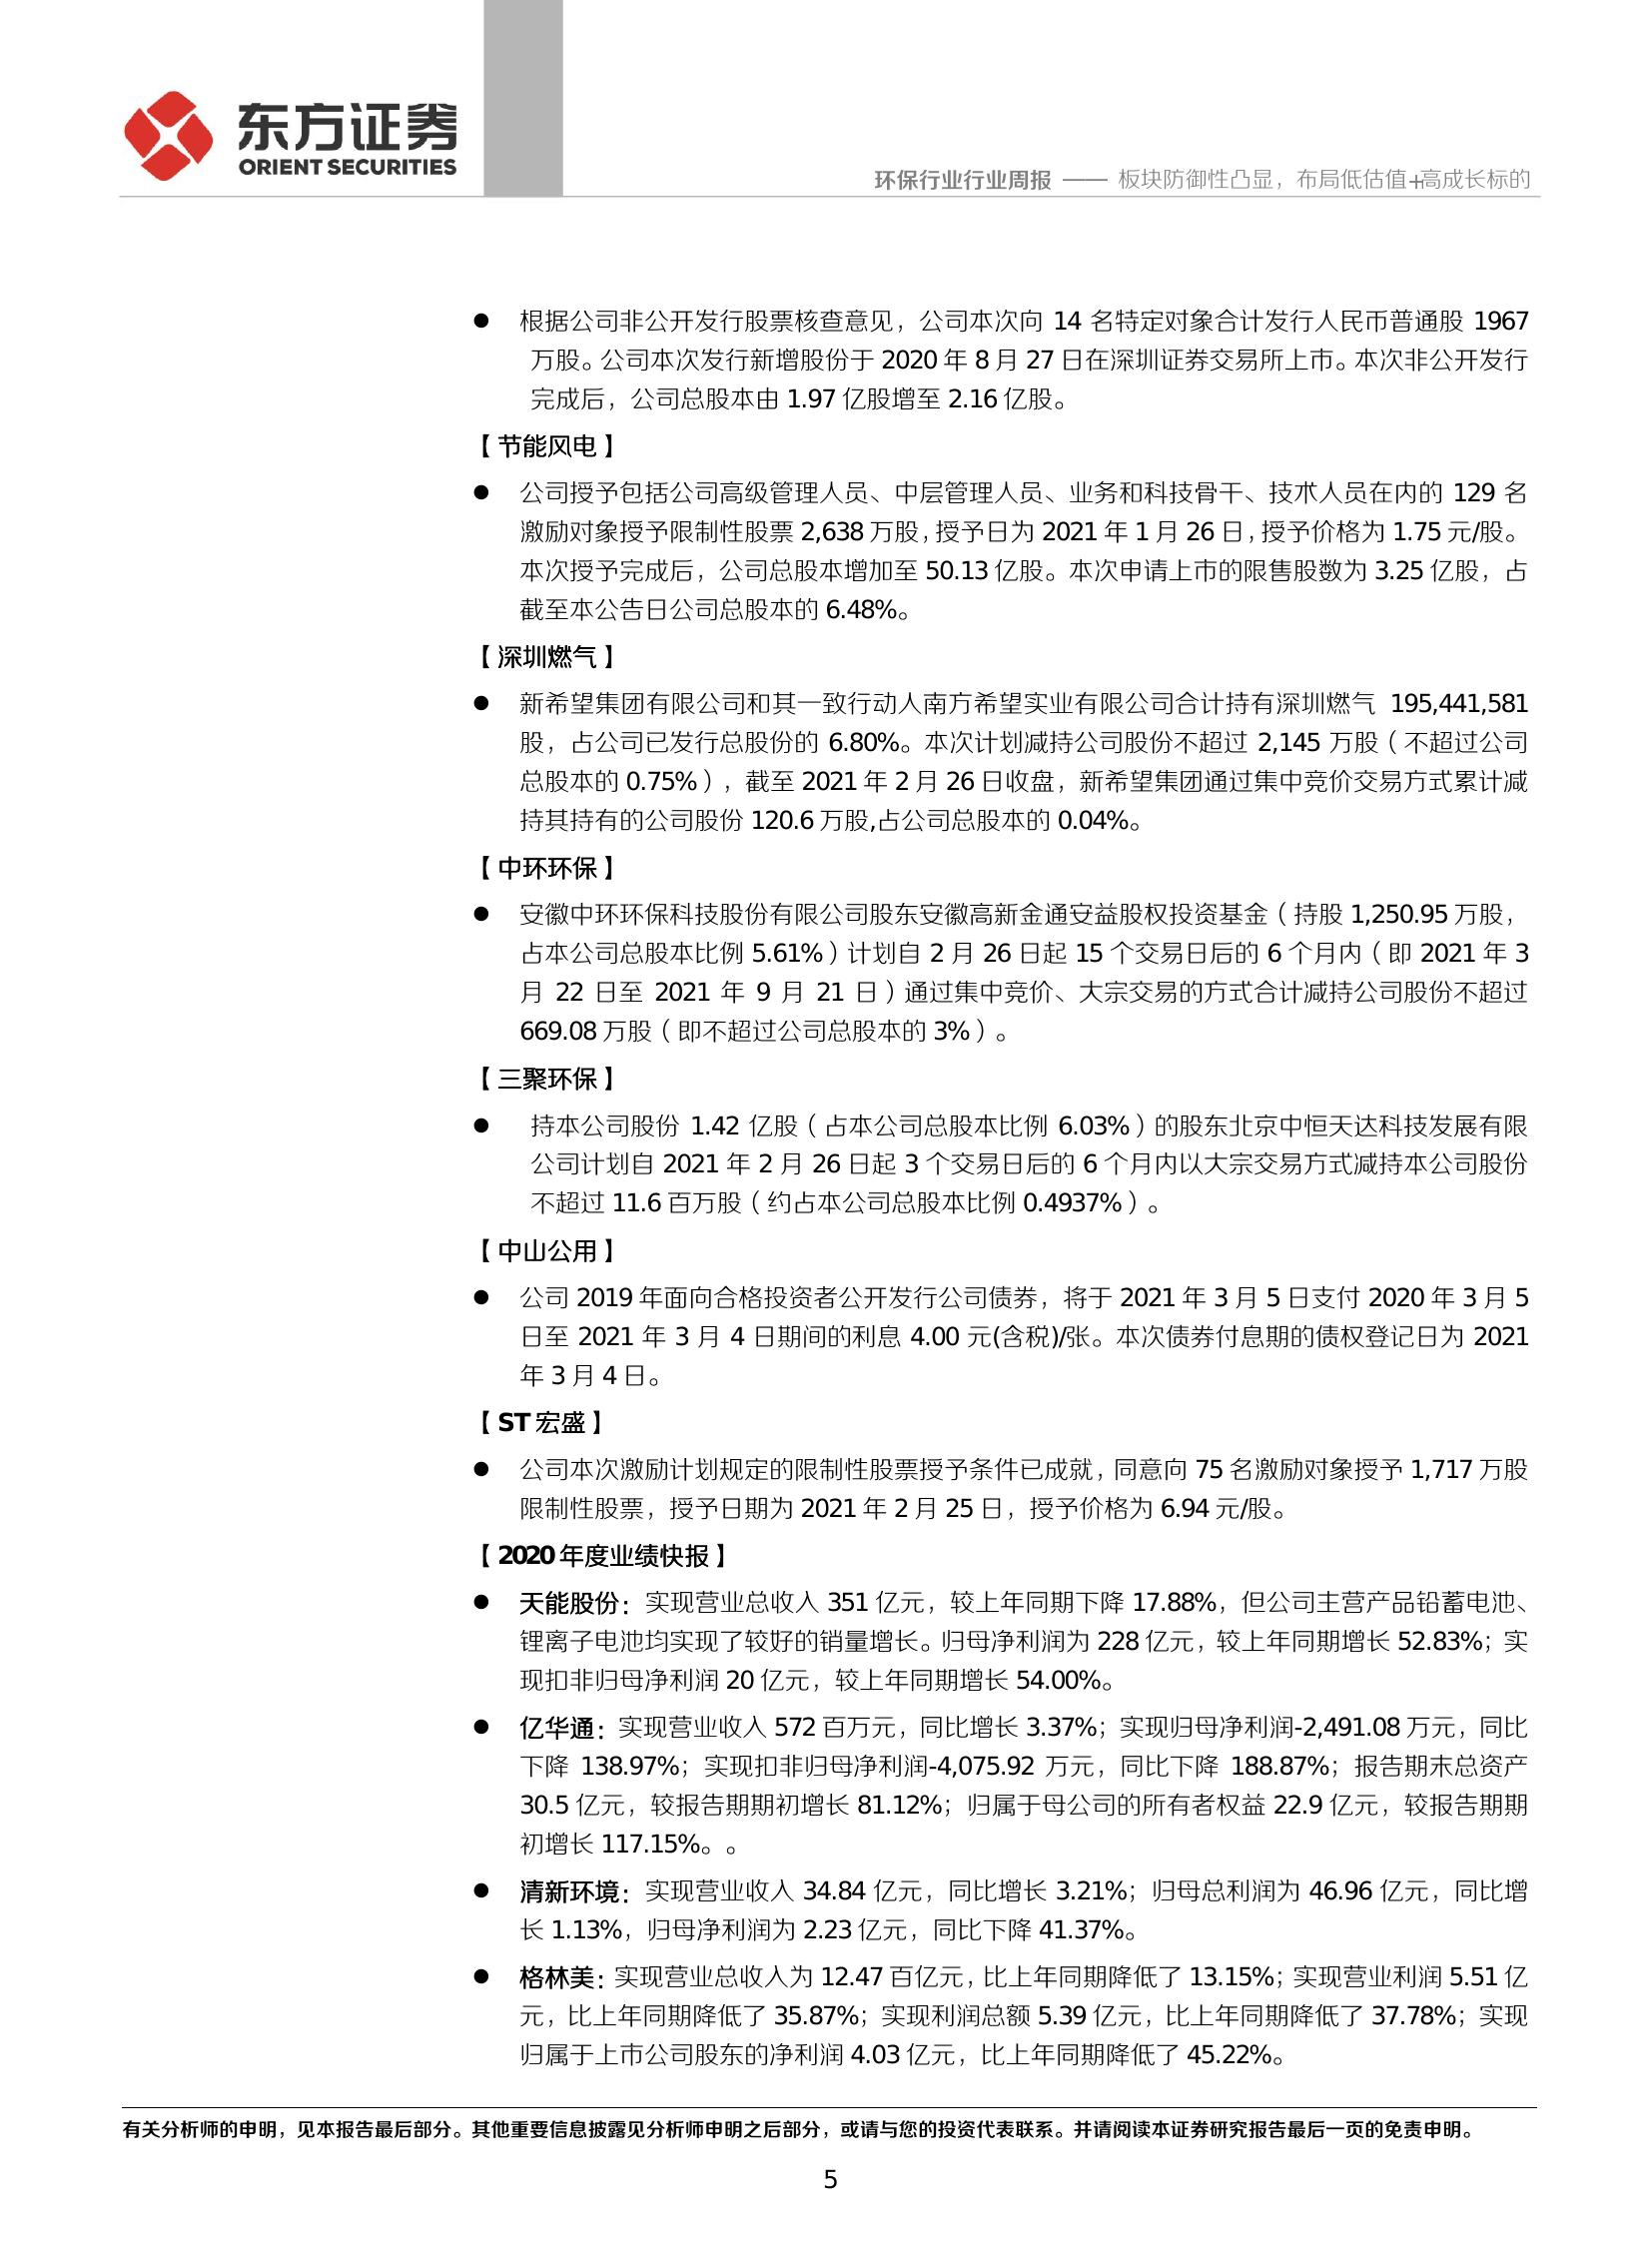 东方证券
ORIENT SECURITIES
环保行业行业周报 —— 板块防御性凸显，布局低估值+高成长标的
● 根据公司非公开发行股票核查意见，公司本次向 14 名特定对象合计发行人民币普通股 1967
万股。公司本次发行新增股份于 2020 年 8 月 27 日在深圳证券交易所上市。本次非公开发行
完成后，公司总股本由 1.97 亿股增至 2.16 亿股。
【节能风电】
● 公司授予包括公司高级管理人员、中层管理人员、业务和科技骨干、技术人员在内的 129 名
激励对象授予限制性股票 2,638 万股，授予日为 2021 年 1 月 26 日，授予价格为 1.75 元/股。
本次授予完成后，公司总股本增加至 50.13 亿股。本次申请上市的限售股数为 3.25 亿股，占
截至本公告日公司总股本的 6.48%。
【深圳燃气】
● 新希望集团有限公司和其一致行动人南方希望实业有限公司合计持有深圳燃气 195,441,581
股，占公司已发行总股份的 6.80%。本次计划减持公司股份不超过 2,145 万股（不超过公司
总股本的 0.75%），截至 2021 年 2 月 26 日收盘，新希望集团通过集中竞价交易方式累计减
持其持有的公司股份 120.6 万股,占公司总股本的 0.04%。
【中环环保】
● 安徽中环环保科技股份有限公司股东安徽高新金通安益股权投资基金（持股 1,250.95 万股，
占本公司总股本比例 5.61%）计划自 2 月 26 日起 15 个交易日后的 6 个月内（即 2021 年 3
月 22 日至 2021 年 9 月 21 日）通过集中竞价、大宗交易的方式合计减持公司股份不超过
669.08 万股（即不超过公司总股本的 3%）。
【三聚环保】
● 持本公司股份 1.42 亿股（占本公司总股本比例 6.03%）的股东北京中恒天达科技发展有限
公司计划自 2021 年 2 月 26 日起 3 个交易日后的 6 个月内以大宗交易方式减持本公司股份
不超过 11.6 百万股（约占本公司总股本比例 0.4937%）。
【中山公用】
● 公司 2019 年面向合格投资者公开发行公司债券，将于 2021 年 3 月 5 日支付 2020 年 3 月 5
日至 2021 年 3 月 4 日期间的利息 4.00 元(含税)/张。本次债券付息期的债权登记日为 2021
年 3 月 4 日。
【ST 宏盛】
● 公司本次激励计划规定的限制性股票授予条件已成就，同意向 75 名激励对象授予 1,717 万股
限制性股票，授予日期为 2021 年 2 月 25 日，授予价格为 6.94 元/股。
【2020 年度业绩快报】
● 天能股份：实现营业总收入 351 亿元，较上年同期下降 17.88%，但公司主营产品铅蓄电池、
锂离子电池均实现了较好的销量增长。归母净利润为 228 亿元，较上年同期增长 52.83%；实
现扣非归母净利润 20 亿元，较上年同期增长 54.00%。
● 亿华通：实现营业收入 572 百万元，同比增长 3.37%；实现归母净利润-2,491.08 万元，同比
下降 138.97%；实现扣非归母净利润-4,075.92 万元，同比下降 188.87%；报告期末总资产
30.5 亿元，较报告期期初增长 81.12%；归属于母公司的所有者权益 22.9 亿元，较报告期期
初增长 117.15%。。
● 清新环境：实现营业收入 34.84 亿元，同比增长 3.21%；归母总利润为 46.96 亿元，同比增
长 1.13%，归母净利润为 2.23 亿元，同比下降 41.37%。
● 格林美：实现营业总收入为 12.47 百亿元，比上年同期降低了 13.15%；实现营业利润 5.51 亿
元，比上年同期降低了 35.87%；实现利润总额 5.39 亿元，比上年同期降低了 37.78%；实现
归属于上市公司股东的净利润 4.03 亿元，比上年同期降低了 45.22%。
有关分析师的申明，见本报告最后部分。其他重要信息披露见分析师申明之后部分，或请与您的投资代表联系。并请阅读本证券研究报告最后一页的免责申明。
5